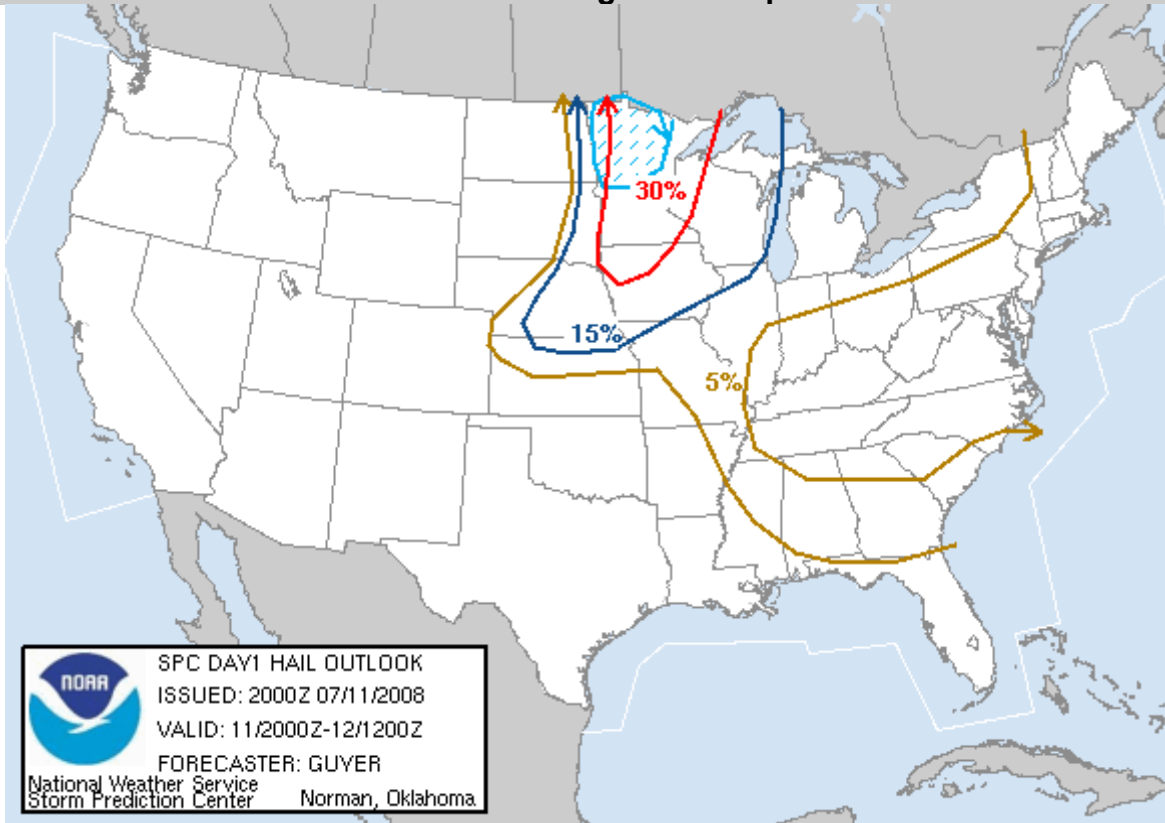 30%
15%
5%
NOAA
SPC DAY1 HAIL OUTLOOK
ISSUED: 2000Z 07/11/2008
VALID: 11/2000Z-12/1200Z
FORECASTER: GUYER
National Weather Service
Storm Prediction Center Norman, Oklahoma